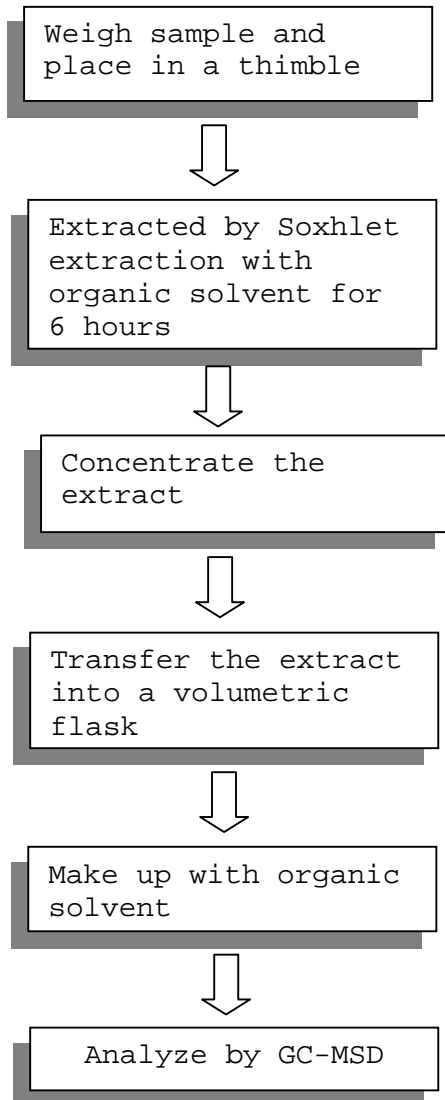 Weigh sample and
place in a thimble
Extracted by Soxhlet
extraction with
organic solvent for
6 hours
Concentrate the
extract
Transfer the extract
into a volumetric
flask
Make up with organic
solvent
Analyze by GC-MSD